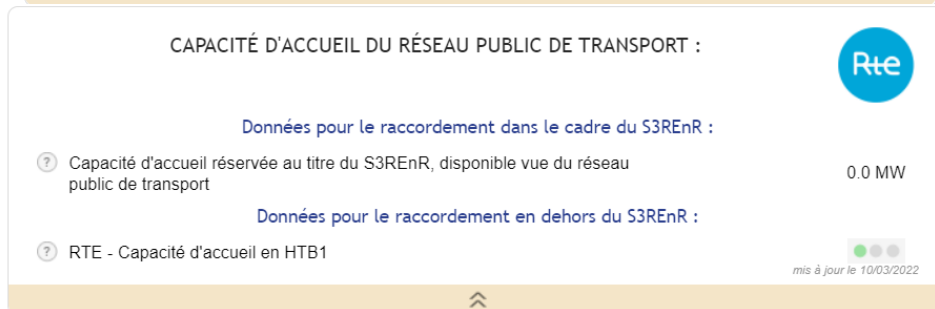 CAPACITÉ D'ACCUEIL DU RÉSEAU PUBLIC DE TRANSPORT :
Rte
Données pour le raccordement dans le cadre du S3REnR :
? Capacité d'accueil réservée au titre du S3REnR, disponible vue du réseau
public de transport
0.0 MW
Données pour le raccordement en dehors du S3REnR :
? RTE - Capacité d'accueil en HTB1
mis à jour le 10/03/2022